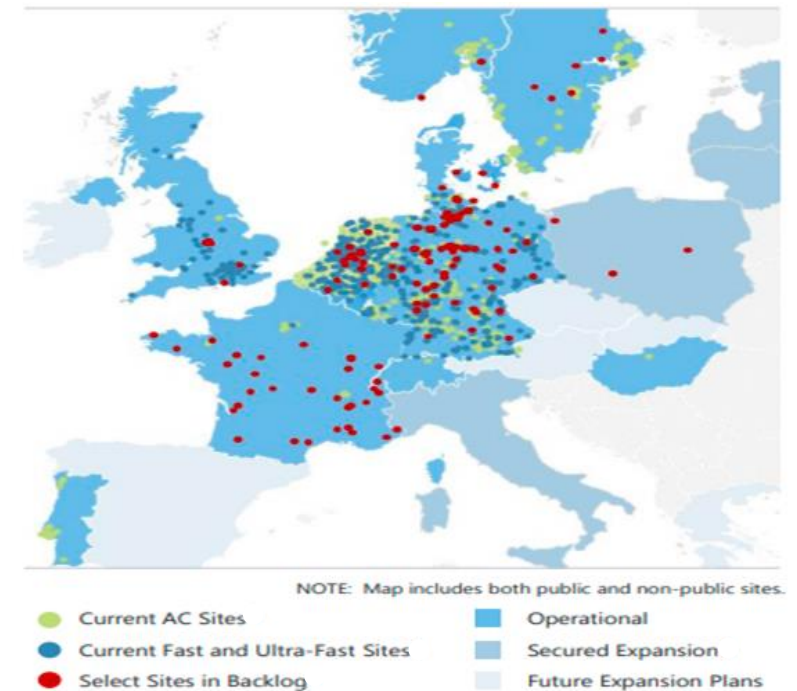 NOTE: Map includes both public and non-public sites.
Current AC Sites
Operational
Current Fast and Ultra-Fast Sites
Secured Expansion
Select Sites in Backlog
Future Expansion Plans